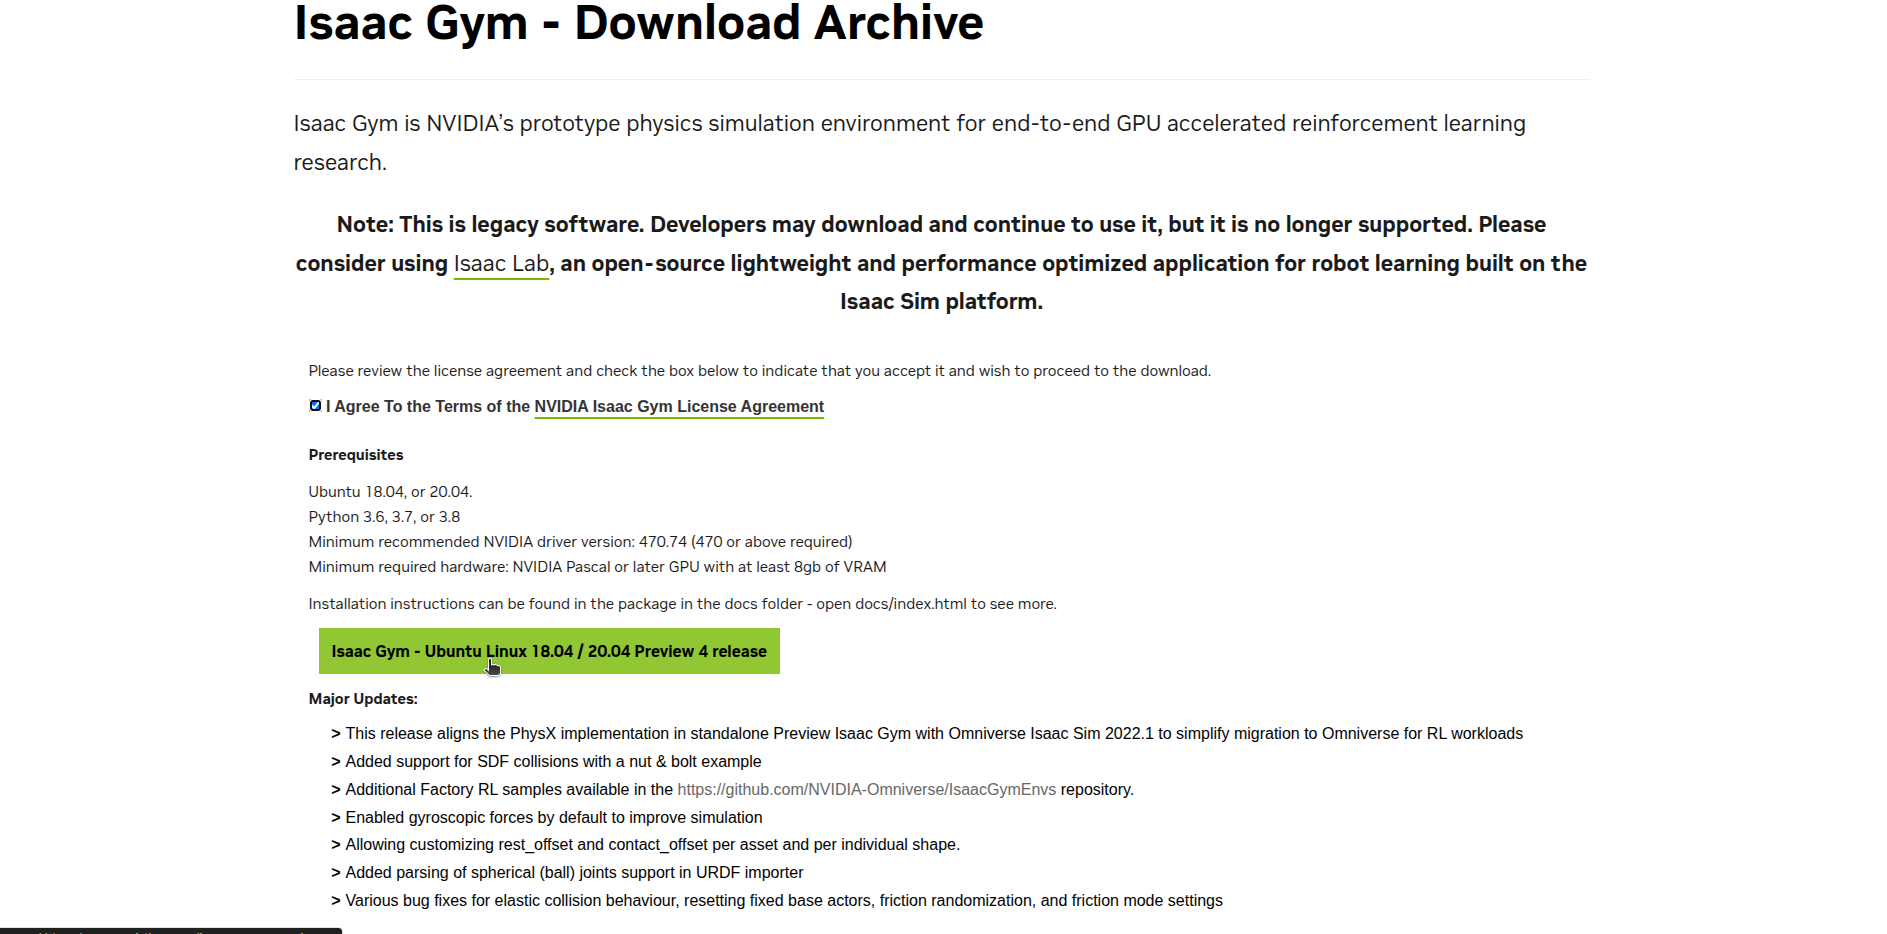 Isaac Gym - Download Archive
Isaac Gym is NVIDIA’s prototype physics simulation environment for end-to-end GPU accelerated reinforcement learning
research.
Note: This is legacy software. Developers may download and continue to use it, but it is no longer supported. Please
consider using Isaac Lab, an open-source lightweight and performance optimized application for robot learning built on the
Isaac Sim platform.
Please review the license agreement and check the box below to indicate that you accept it and wish to proceed to the download.
I Agree To the Terms of the NVIDIA Isaac Gym License Agreement
Prerequisites
Ubuntu 18.04, or 20.04.
Python 3.6, 3.7, or 3.8
Minimum recommended NVIDIA driver version: 470.74 (470 or above required)
Minimum required hardware: NVIDIA Pascal or later GPU with at least 8gb of VRAM
Installation instructions can be found in the package in the docs folder - open docs/index.html to see more.
Isaac Gym - Ubuntu Linux 18.04 / 20.04 Preview 4 release
Major Updates:
> This release aligns the PhysX implementation in standalone Preview Isaac Gym with Omniverse Isaac Sim 2022.1 to simplify migration to Omniverse for RL workloads
> Added support for SDF collisions with a nut & bolt example
> Additional Factory RL samples available in the https://github.com/NVIDIA-Omniverse/IsaacGymEnvs repository.
> Enabled gyroscopic forces by default to improve simulation
> Allowing customizing rest_offset and contact_offset per asset and per individual shape.
> Added parsing of spherical (ball) joints support in URDF importer
> Various bug fixes for elastic collision behaviour, resetting fixed base actors, friction randomization, and friction mode settings